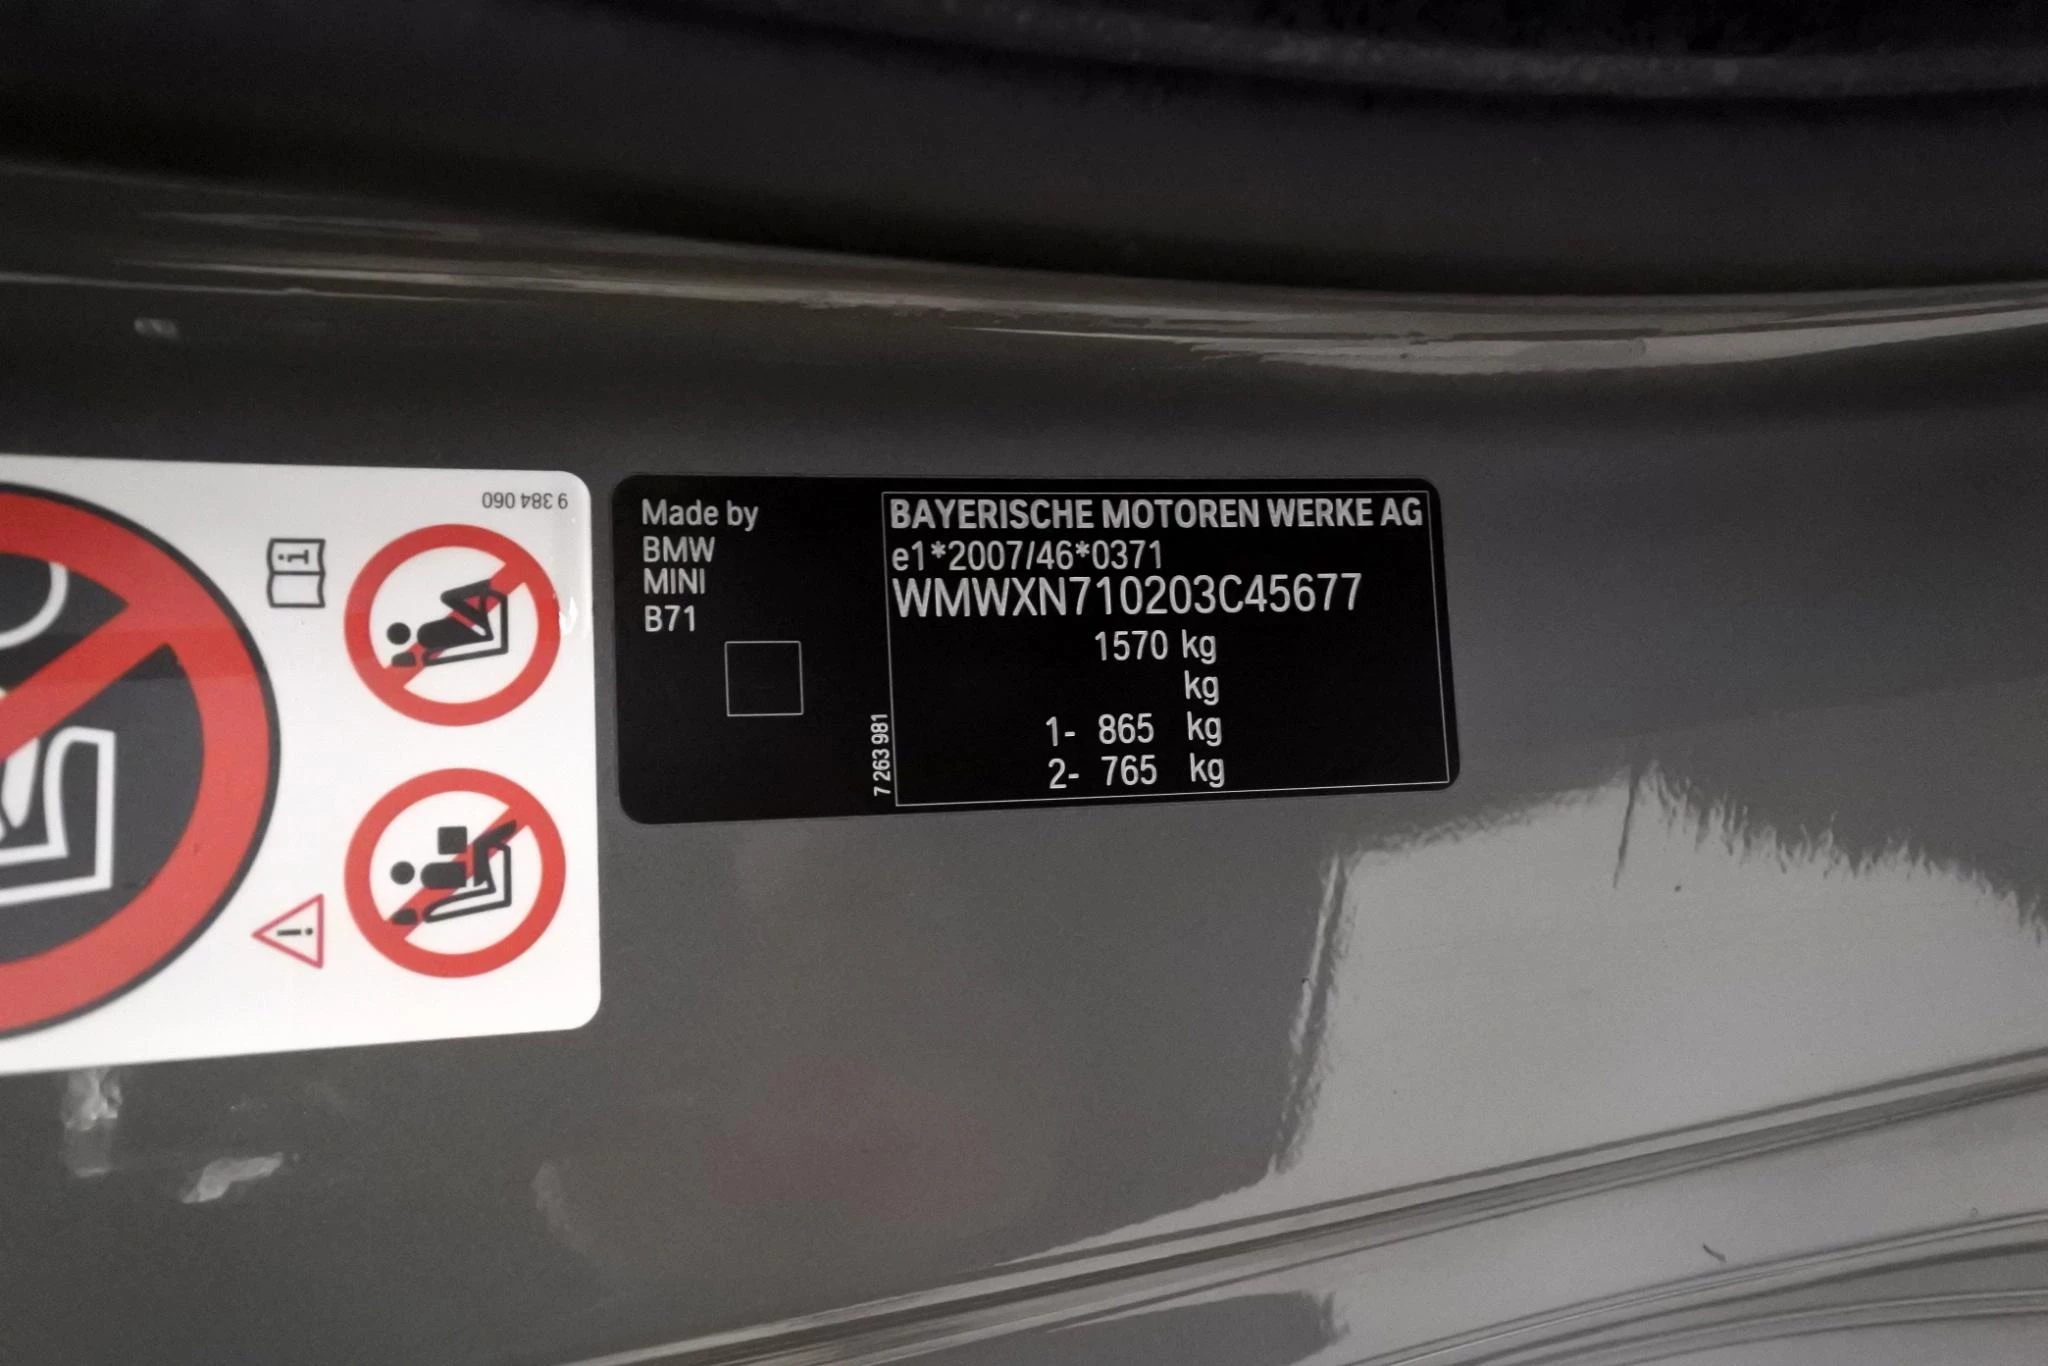 9 384 060
Made by
BMW
MINI
B71
7 263 981
BAYERISCHE MOTOREN WERKE AG
e1*2007/46*0371
WMWXN710203C45677
1570 kg
kg
1- 865 kg
2- 765 kg